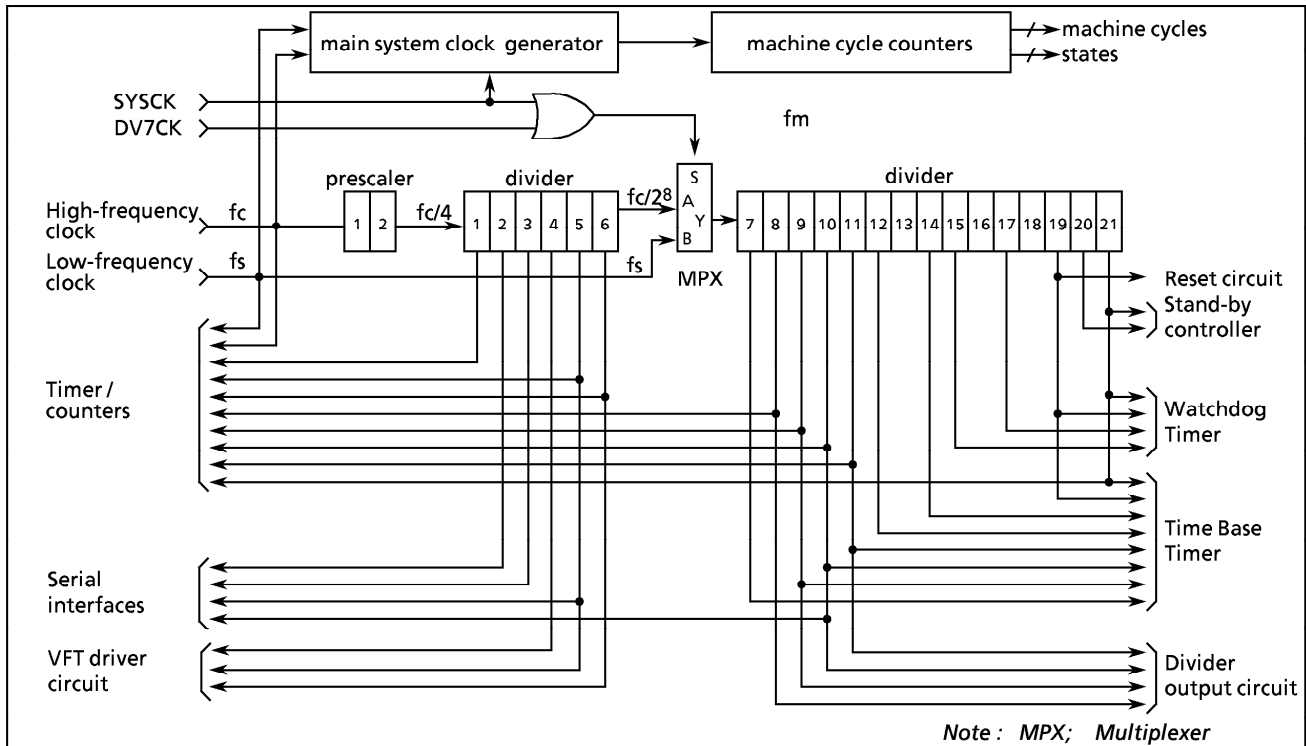 main system clock generator
machine cycle counters
machine cycles
states
SYSCK
DV7CK
fm
prescaler
divider
fc/2⁸
S
A
Y
B
MPX
divider
High-frequency
clock
fc
1 2
fc/4
1 2 3 4 5 6
7 8 9 10 11 12 13 14 15 16 17 18 19 20 21
Low-frequency
clock
fs
fs
Reset circuit
Stand-by
controller
Timer /
counters
Watchdog
Timer
Time Base
Timer
Serial
interfaces
VFT driver
circuit
Divider
output circuit
Note : MPX; Multiplexer